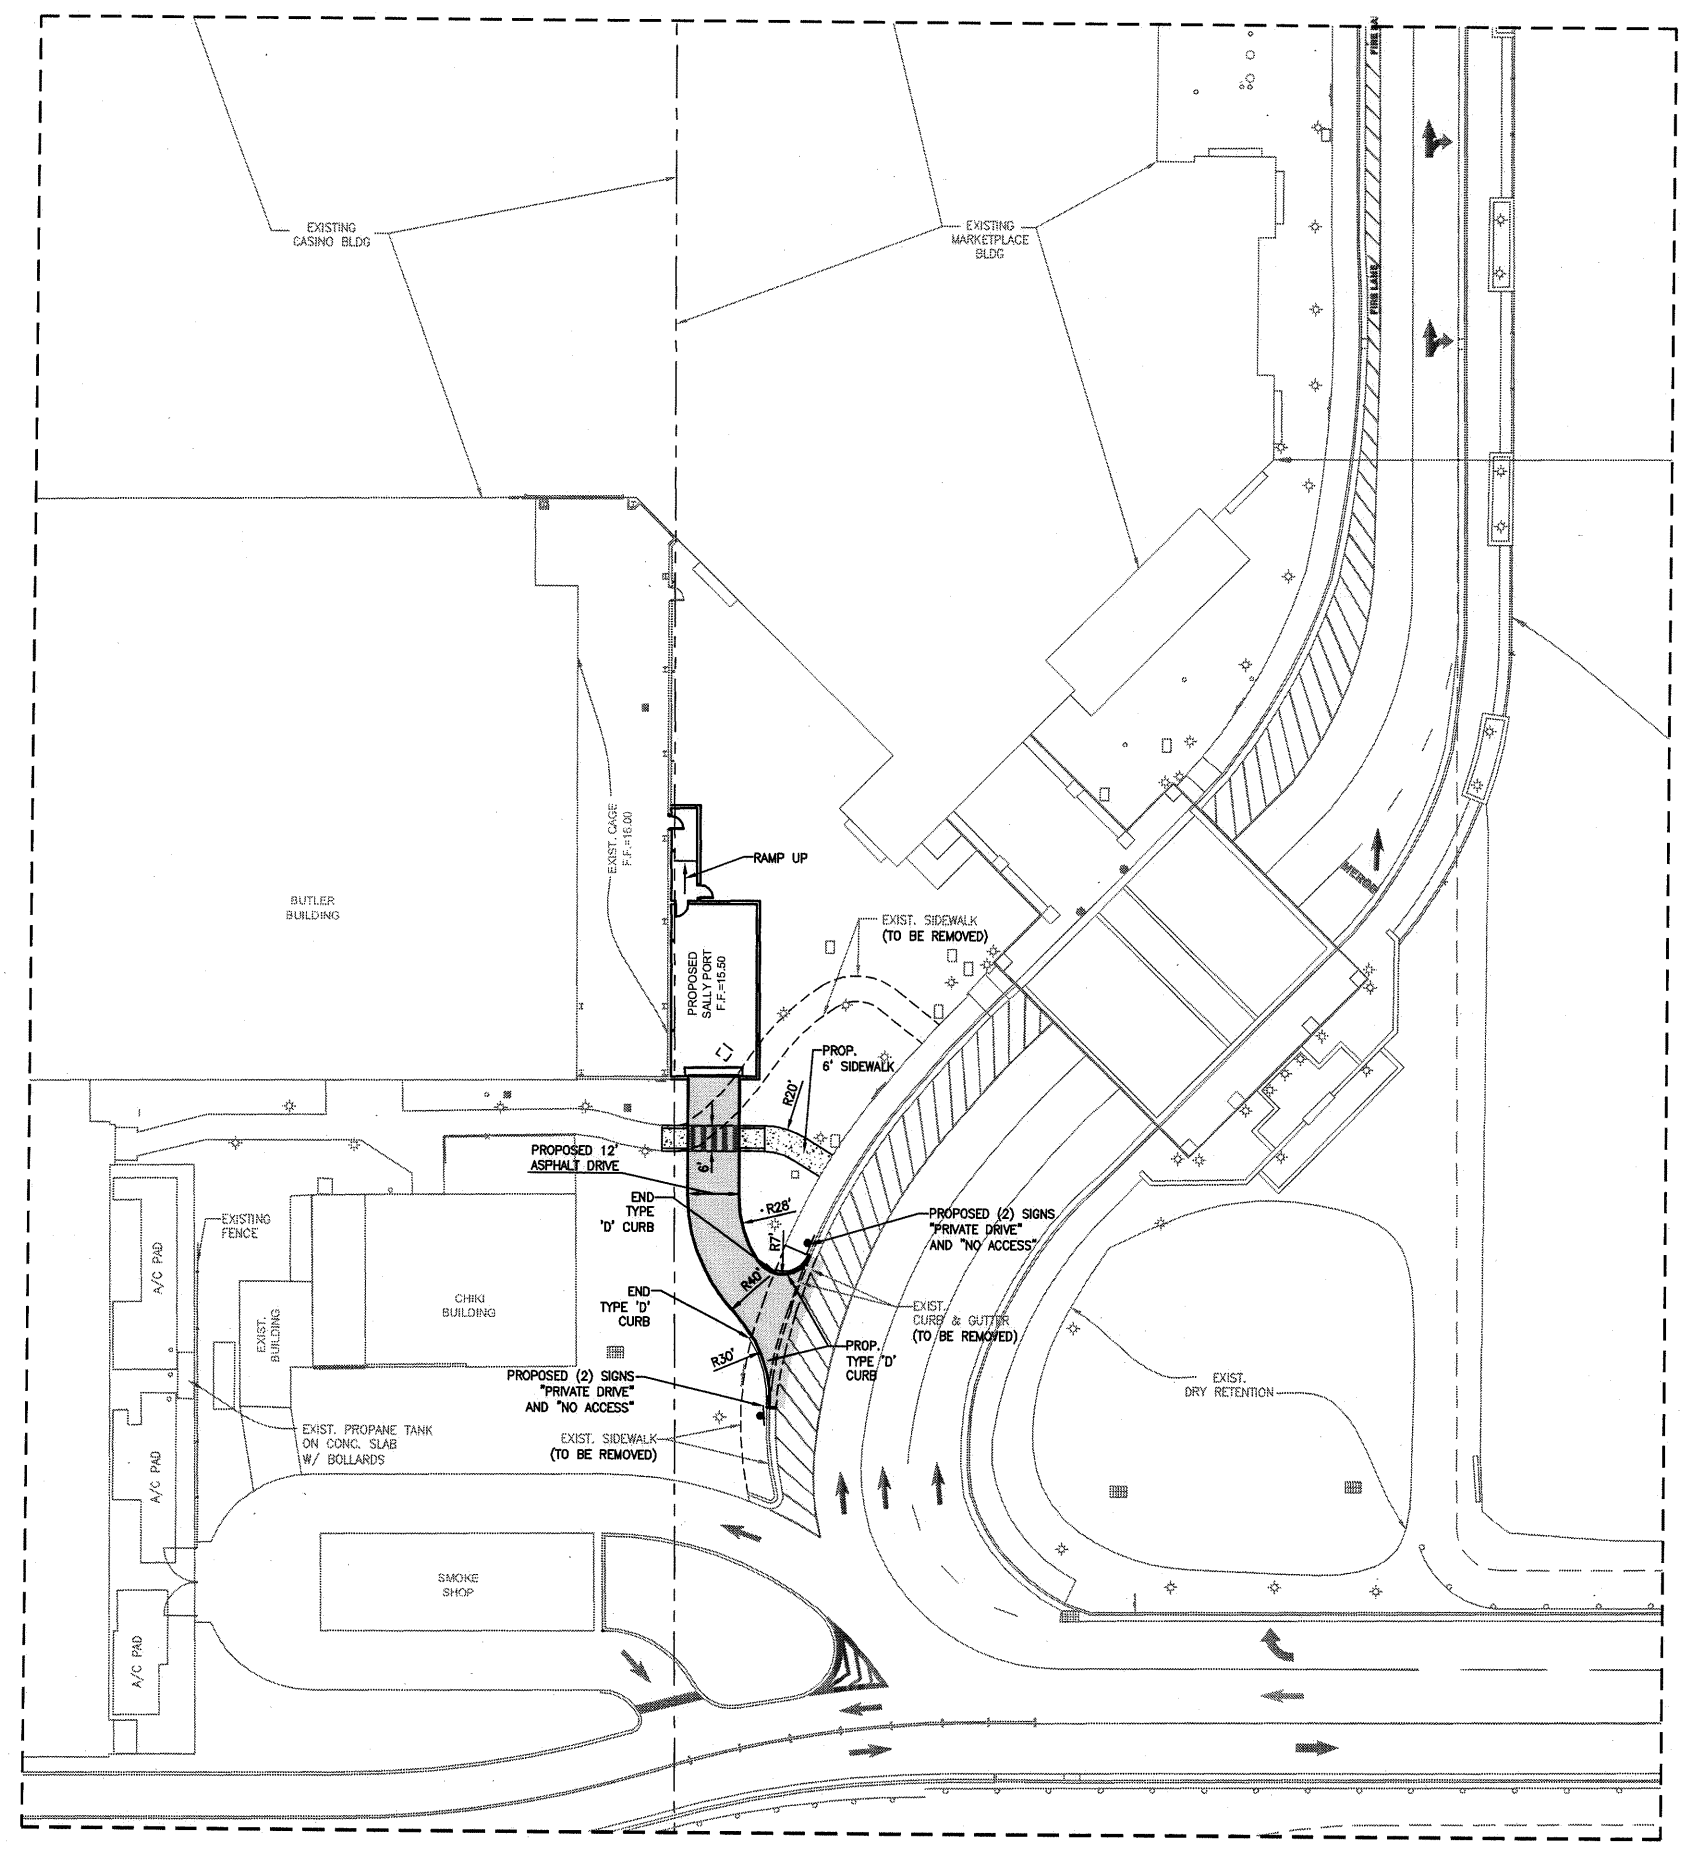 FIRE LANE
EXISTING
CASINO BLDG
EXISTING
MARKETPLACE
BLDG
FIRE LANE
EXIST. CAGE
F.F.=15.00
RAMP UP
BUTLER
BUILDING
MERGE
EXIST. SIDEWALK
(TO BE REMOVED)
PROPOSED
SALLY PORT
F.F.=15.50
PROP.
6' SIDEWALK
R20'
PROPOSED 12'
ASPHALT DRIVE
6'
END
TYPE
'D' CURB
R28'
R7'
PROPOSED (2) SIGNS
"PRIVATE DRIVE"
AND "NO ACCESS"
EXISTING
FENCE
A/C PAD
R40'
END
TYPE 'D'
CURB
CHIKI
BUILDING
EXIST.
BUILDING
EXIST.
CURB & GUTTER
(TO BE REMOVED)
PROP.
TYPE 'D'
CURB
R30'
PROPOSED (2) SIGNS
"PRIVATE DRIVE"
AND "NO ACCESS"
EXIST.
DRY RETENTION
EXIST. PROPANE TANK
ON CONC. SLAB
W/ BOLLARDS
EXIST. SIDEWALK
(TO BE REMOVED)
A/C PAD
SMOKE
SHOP
A/C PAD